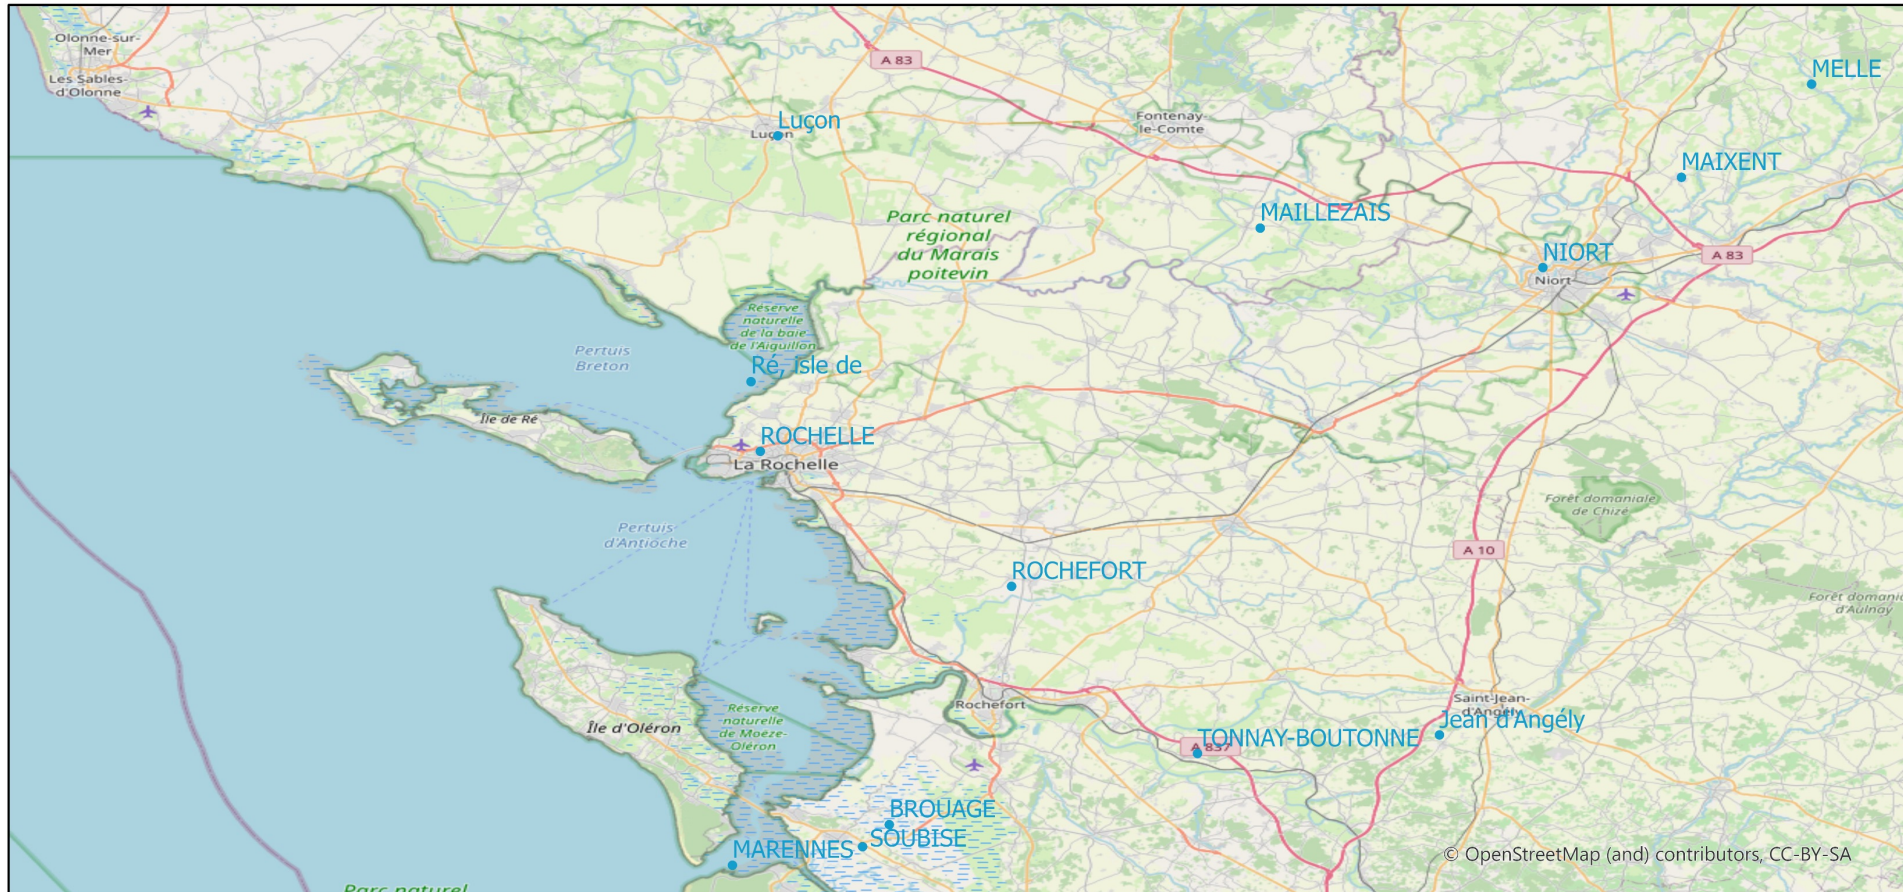 Olonne-sur-
Mer
Les Sables-
d'Olonne
A 83
MELLE
Luçon
Luçon
Fontenay-
le-Comte
MAIXENT
MAILLEZAIS
Parc naturel
régional
du Marais
poitevin
NIORT
Niort
A 83
Réserve
naturelle
de la baie
de l'Aiguillon
Pertuis
Breton
Ré, Isle de
Île de Ré
ROCHELLE
La Rochelle
Forêt domaniale
de Chizé
Pertuis
d'Antioche
A 10
ROCHEFORT
Forêt domania
d'Aulnay
Rochefort
Saint-Jean-
d'Angély
Jean d'Angély
Île d'Oléron
Réserve
naturelle
de Moëze-
Oléron
TONNAY-BOUTONNE
A 837
BROUAGE
SOUBISE
MARENNES
© OpenStreetMap (and) contributors, CC-BY-SA
Parc naturel